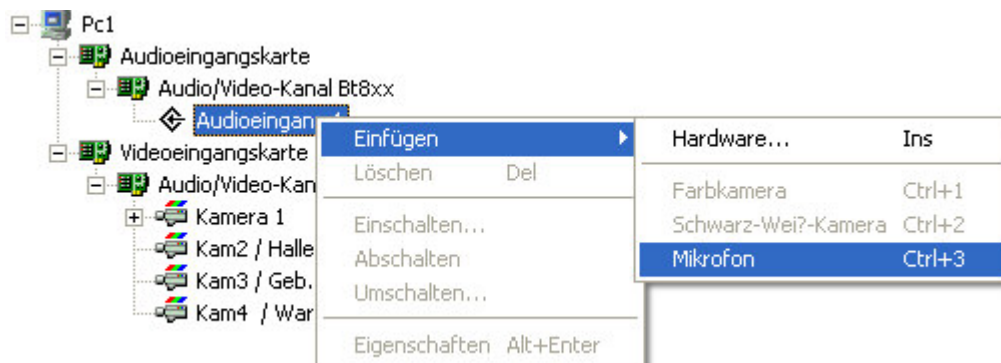 Pc1
Audioeingangskarte
Audio/Video-Kanal Bt8xx
Audioeingan
Videoeingangskarte
Audio/Video-Kan
Kamera 1
Kam2 / Halle
Kam3 / Geb.
Kam4 / War
Einfügen
Löschen Del
Einschalten...
Abschalten
Umschalten...
Eigenschaften Alt+Enter
Hardware... Ins
Farbkamera Ctrl+1
Schwarz-Wei?-Kamera Ctrl+2
Mikrofon Ctrl+3